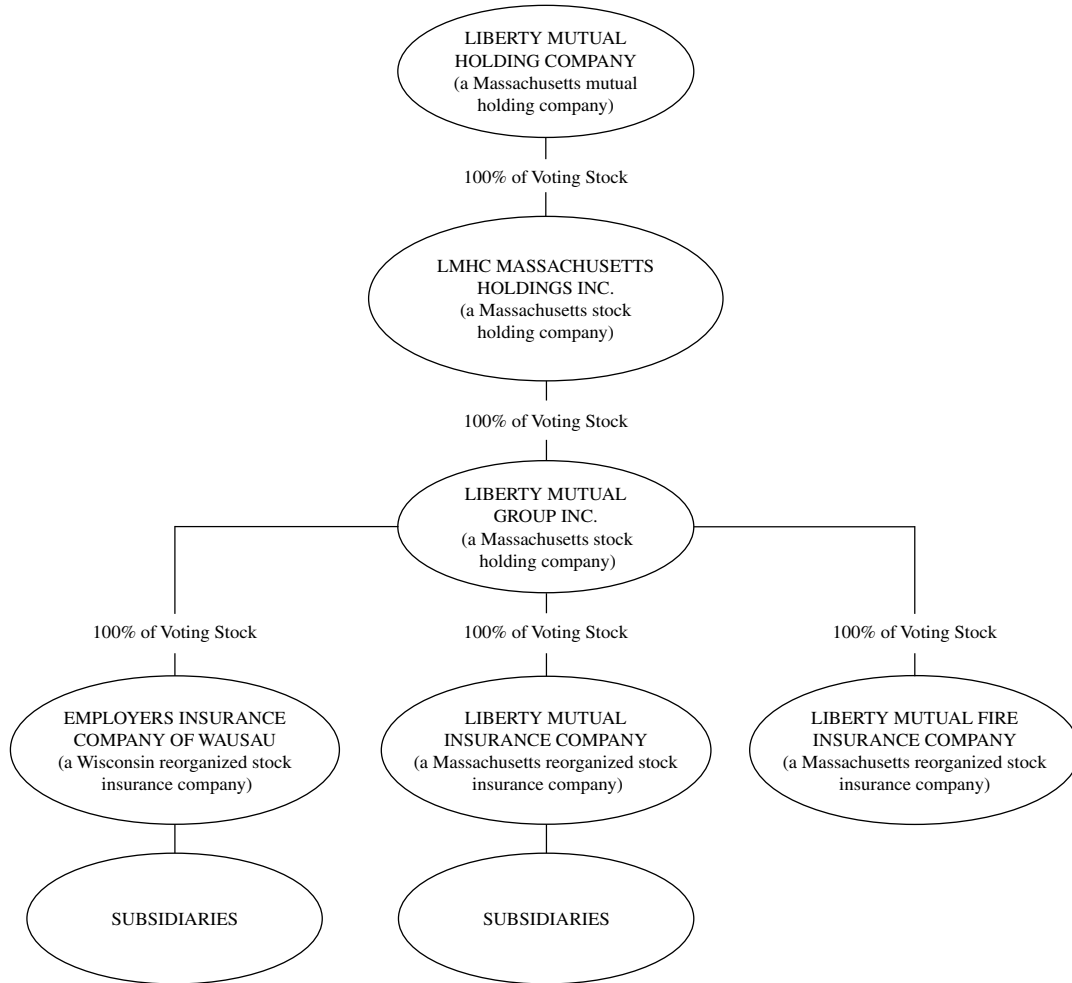 LIBERTY MUTUAL
HOLDING COMPANY
(a Massachusetts mutual
holding company)
100% of Voting Stock
LMHC MASSACHUSETTS
HOLDINGS INC.
(a Massachusetts stock
holding company)
100% of Voting Stock
LIBERTY MUTUAL
GROUP INC.
(a Massachusetts stock
holding company)
100% of Voting Stock
100% of Voting Stock
100% of Voting Stock
EMPLOYERS INSURANCE
COMPANY OF WAUSAU
(a Wisconsin reorganized stock
insurance company)
LIBERTY MUTUAL
INSURANCE COMPANY
(a Massachusetts reorganized stock
insurance company)
LIBERTY MUTUAL FIRE
INSURANCE COMPANY
(a Massachusetts reorganized stock
insurance company)
SUBSIDIARIES
SUBSIDIARIES